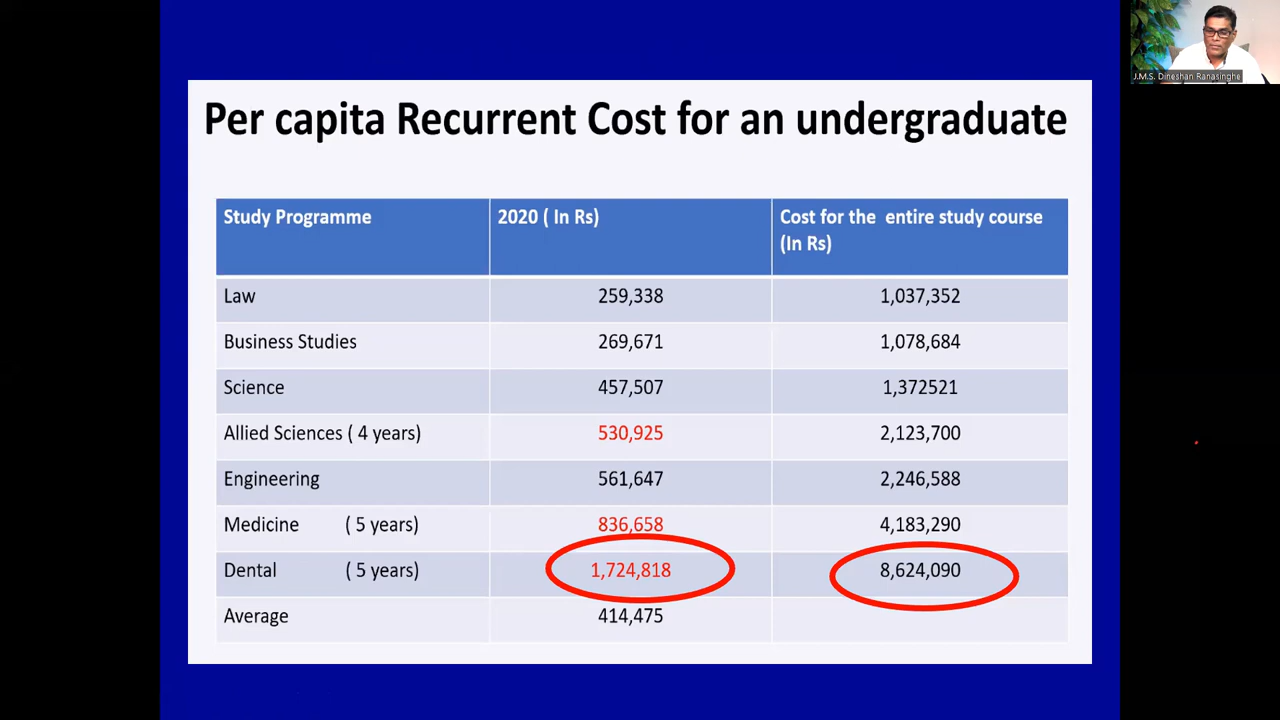 J.M.S. Dineshan Ranasinghe
Per capita Recurrent Cost for an undergraduate
Study Programme 2020 ( In Rs) Cost for the entire study course
(In Rs)
Law 259,338 1,037,352
Business Studies 269,671 1,078,684
Science 457,507 1,372521
Allied Sciences ( 4 years) 530,925 2,123,700
Engineering 561,647 2,246,588
Medicine ( 5 years) 836,658 4,183,290
Dental ( 5 years) 1,724,818 8,624,090
Average 414,475